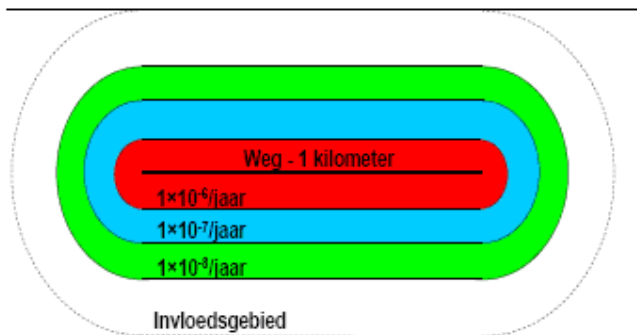 Weg - 1 kilometer
1×10⁻⁶/jaar
1×10⁻⁷/jaar
1×10⁻⁸/jaar
Invloedsgebied